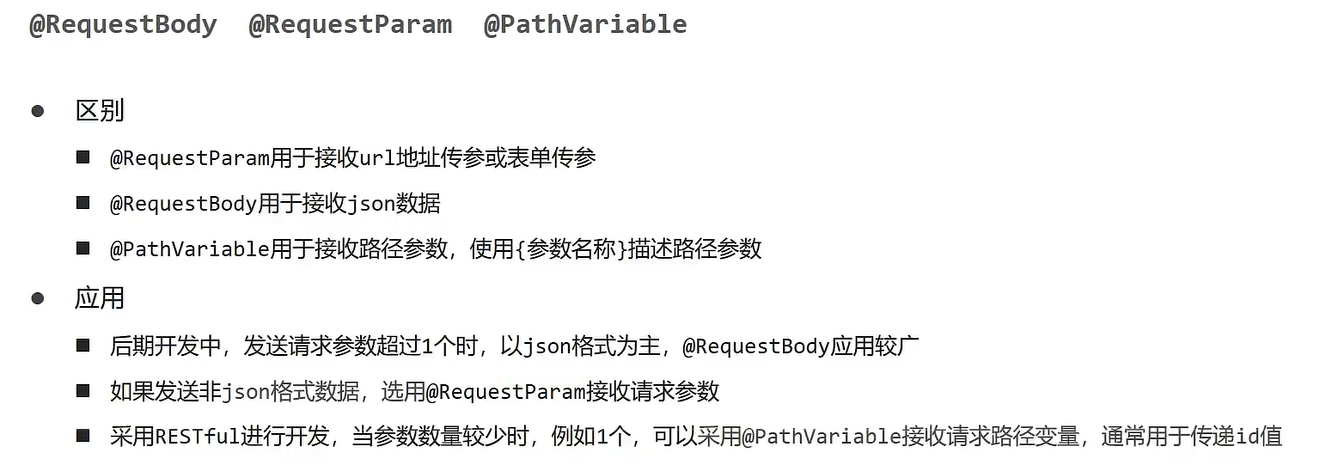 @RequestBody @RequestParam @PathVariable
● 区别
■ @RequestParam用于接收url地址传参或表单传参
■ @RequestBody用于接收json数据
■ @PathVariable用于接收路径参数，使用{参数名称}描述路径参数
● 应用
■ 后期开发中，发送请求参数超过1个时，以json格式为主，@RequestBody应用较广
■ 如果发送非json格式数据，选用@RequestParam接收请求参数
■ 采用RESTful进行开发，当参数数量较少时，例如1个，可以采用@PathVariable接收请求路径变量，通常用于传递id值